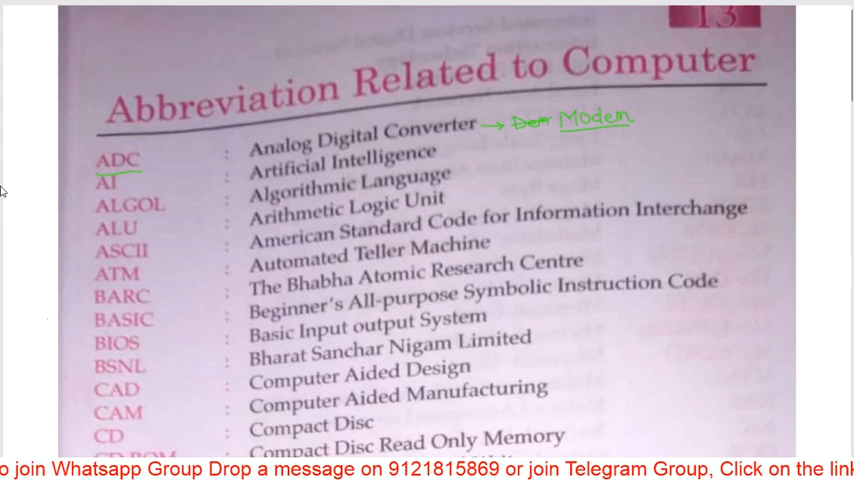 13
Abbreviation Related to Computer
ADC : Analog Digital Converter → Dem Modem
AI : Artificial Intelligence
ALGOL : Algorithmic Language
ALU : Arithmetic Logic Unit
ASCII : American Standard Code for Information Interchange
ATM : Automated Teller Machine
BARC : The Bhabha Atomic Research Centre
BASIC : Beginner's All-purpose Symbolic Instruction Code
BIOS : Basic Input output System
BSNL : Bharat Sanchar Nigam Limited
CAD : Computer Aided Design
CAM : Computer Aided Manufacturing
CD : Compact Disc
CD ROM : Compact Disc Read Only Memory
o join Whatsapp Group Drop a message on 9121815869 or join Telegram Group, Click on the link